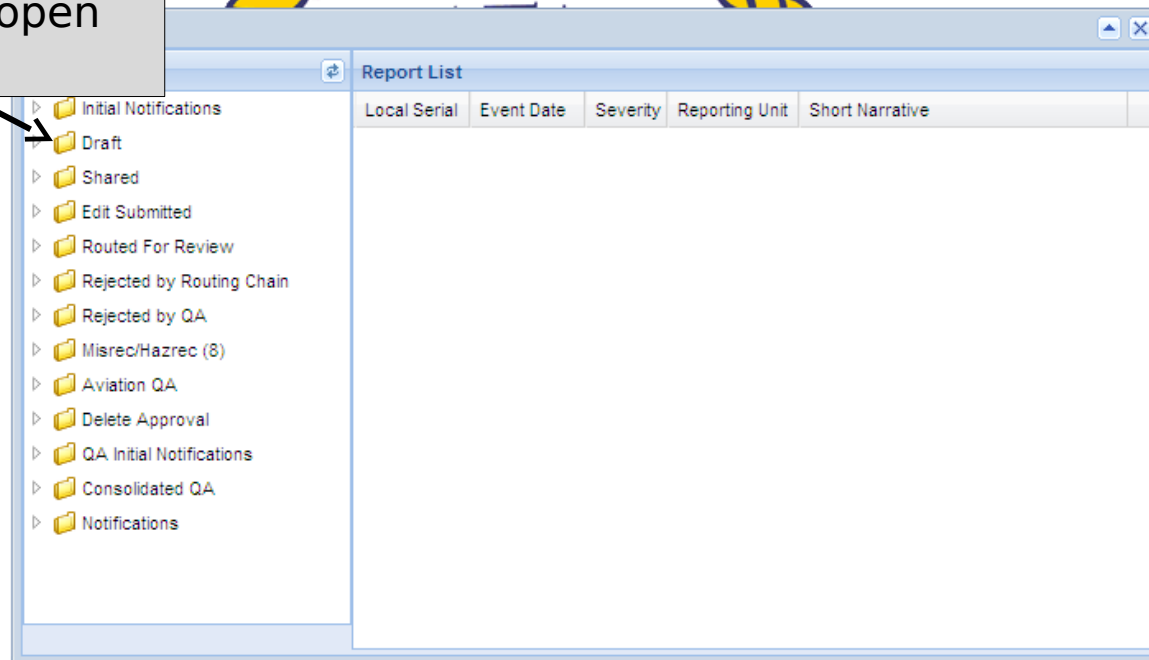 open
Report List
Local Serial Event Date Severity Reporting Unit Short Narrative
Initial Notifications
Draft
Shared
Edit Submitted
Routed For Review
Rejected by Routing Chain
Rejected by QA
Misrec/Hazrec (8)
Aviation QA
Delete Approval
QA Initial Notifications
Consolidated QA
Notifications